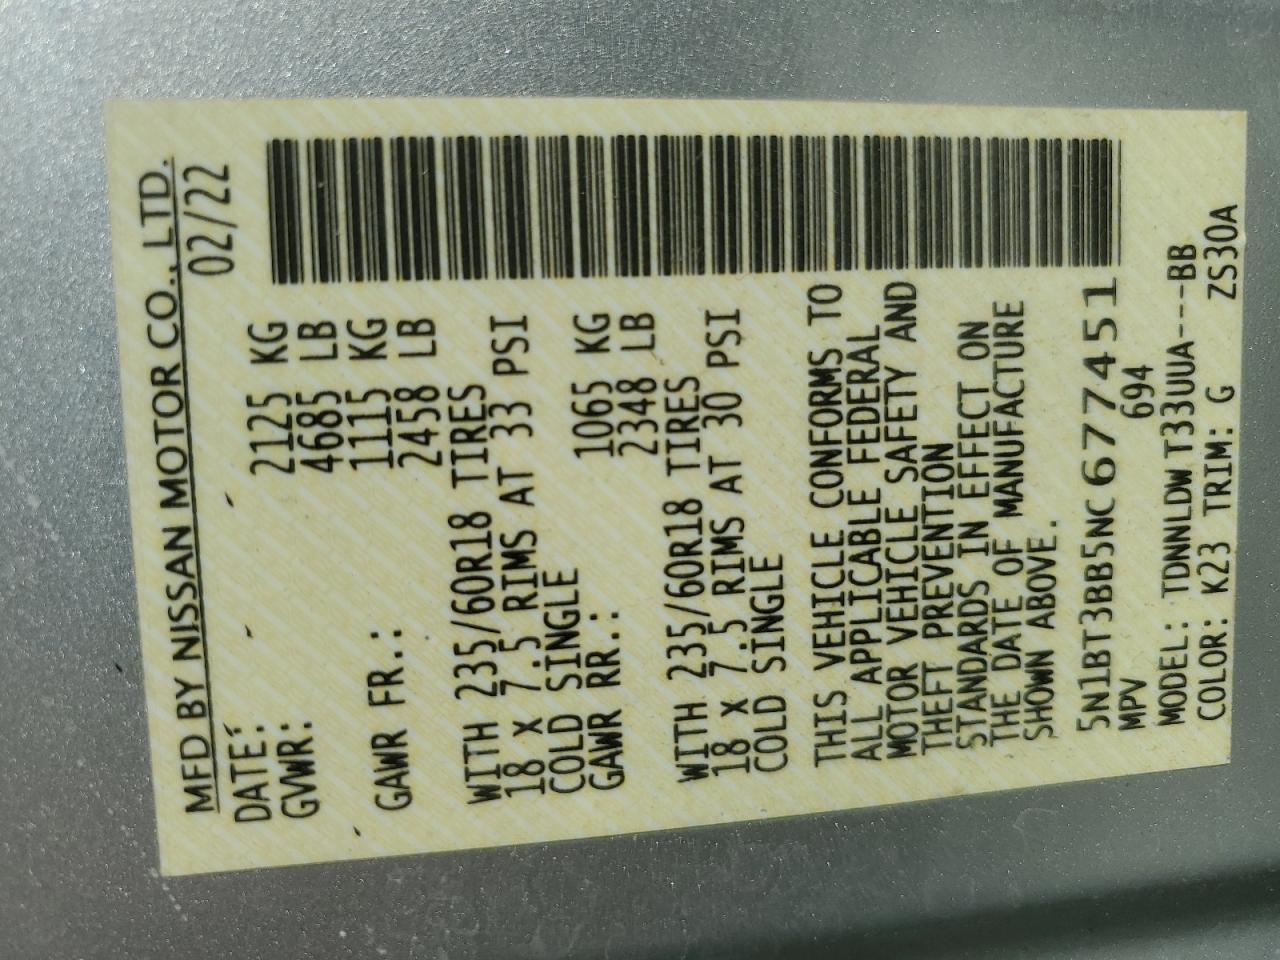 MFD BY NISSAN MOTOR CO., LTD.
DATE: 02/22
GVWR: 2125 KG
4685 LB
GAWR FR.: 1115 KG
2458 LB
WITH 235/60R18 TIRES
18 X 7.5 RIMS AT 33 PSI
COLD SINGLE
GAWR RR.: 1065 KG
2348 LB
WITH 235/60R18 TIRES
18 X 7.5 RIMS AT 30 PSI
COLD SINGLE
THIS VEHICLE CONFORMS TO
ALL APPLICABLE FEDERAL
MOTOR VEHICLE SAFETY AND
THEFT PREVENTION
STANDARDS IN EFFECT ON
THE DATE OF MANUFACTURE
SHOWN ABOVE.
5N1BT3BB5NC677451
MPV 694
MODEL: TDNNLDWT33UUA---BB
COLOR: K23 TRIM: G ZS30A